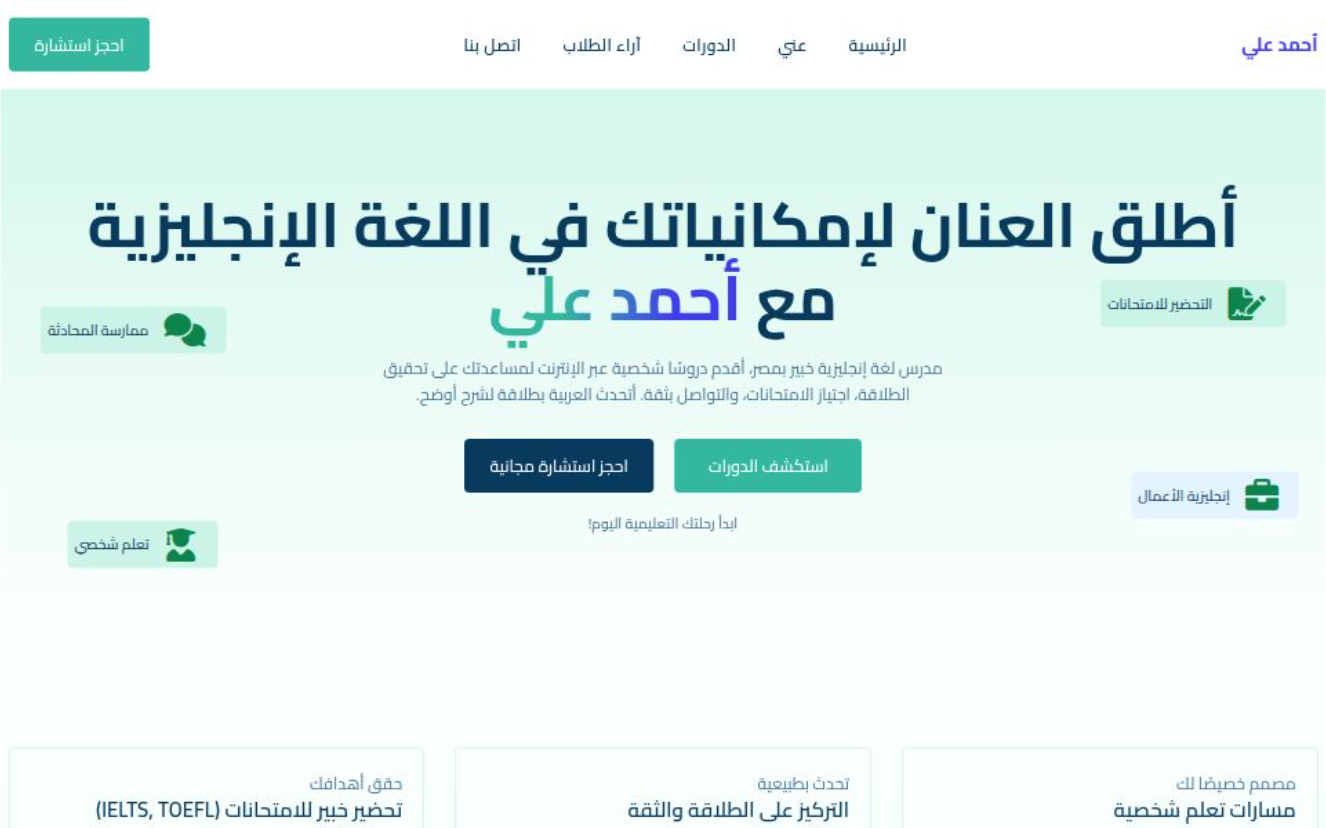 أحمد علي
الرئيسية
عني
الدورات
آراء الطلاب
اتصل بنا
احجز استشارة
أطلق العنان لإمكانياتك في اللغة الإنجليزية
مع أحمد علي
التحضير للامتحانات
ممارسة المحادثة
مدرس لغة إنجليزية خبير بمصر، أقدم دروسًا شخصية عبر الإنترنت لمساعدتك على تحقيق
الطلاقة، اجتياز الامتحانات، والتواصل بثقة. أتحدث العربية بطلاقة لشرح أوضح.
استكشف الدورات
احجز استشارة مجانية
إنجليزية الأعمال
ابدأ رحلتك التعليمية اليوم!
تعلم شخصي
مصمم خصيصًا لك
مسارات تعلم شخصية
تحدث بطبيعية
التركيز على الطلاقة والثقة
حقق أهدافك
تحضير خبير للامتحانات (IELTS, TOEFL)